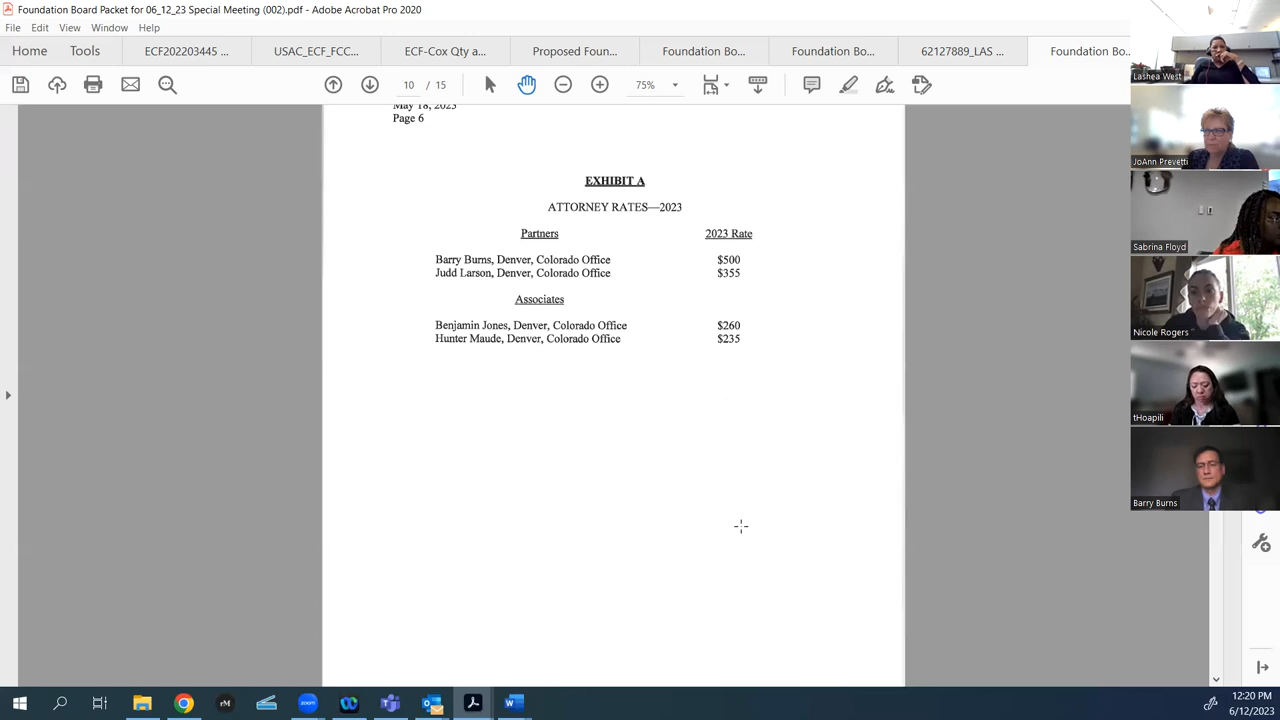 Foundation Board Packet for 06_12_23 Special Meeting (002).pdf - Adobe Acrobat Pro 2020
File Edit View Window Help
Home Tools ECF202203445 ... USAC_ECF_FCC... ECF-Cox Qty a... Proposed Foun... Foundation Bo... Foundation Bo... 62127889_LAS ... Foundation Bo...
10 / 15 75%
May 18, 2023
Page 6
EXHIBIT A
ATTORNEY RATES—2023
Partners 2023 Rate
Barry Burns, Denver, Colorado Office $500
Judd Larson, Denver, Colorado Office $355
Associates
Benjamin Jones, Denver, Colorado Office $260
Hunter Maude, Denver, Colorado Office $235
Lashea West
JoAnn Prevetti
Sabrina Floyd
Nicole Rogers
tHoapili
Barry Burns
zoom
12:20 PM
6/12/2023